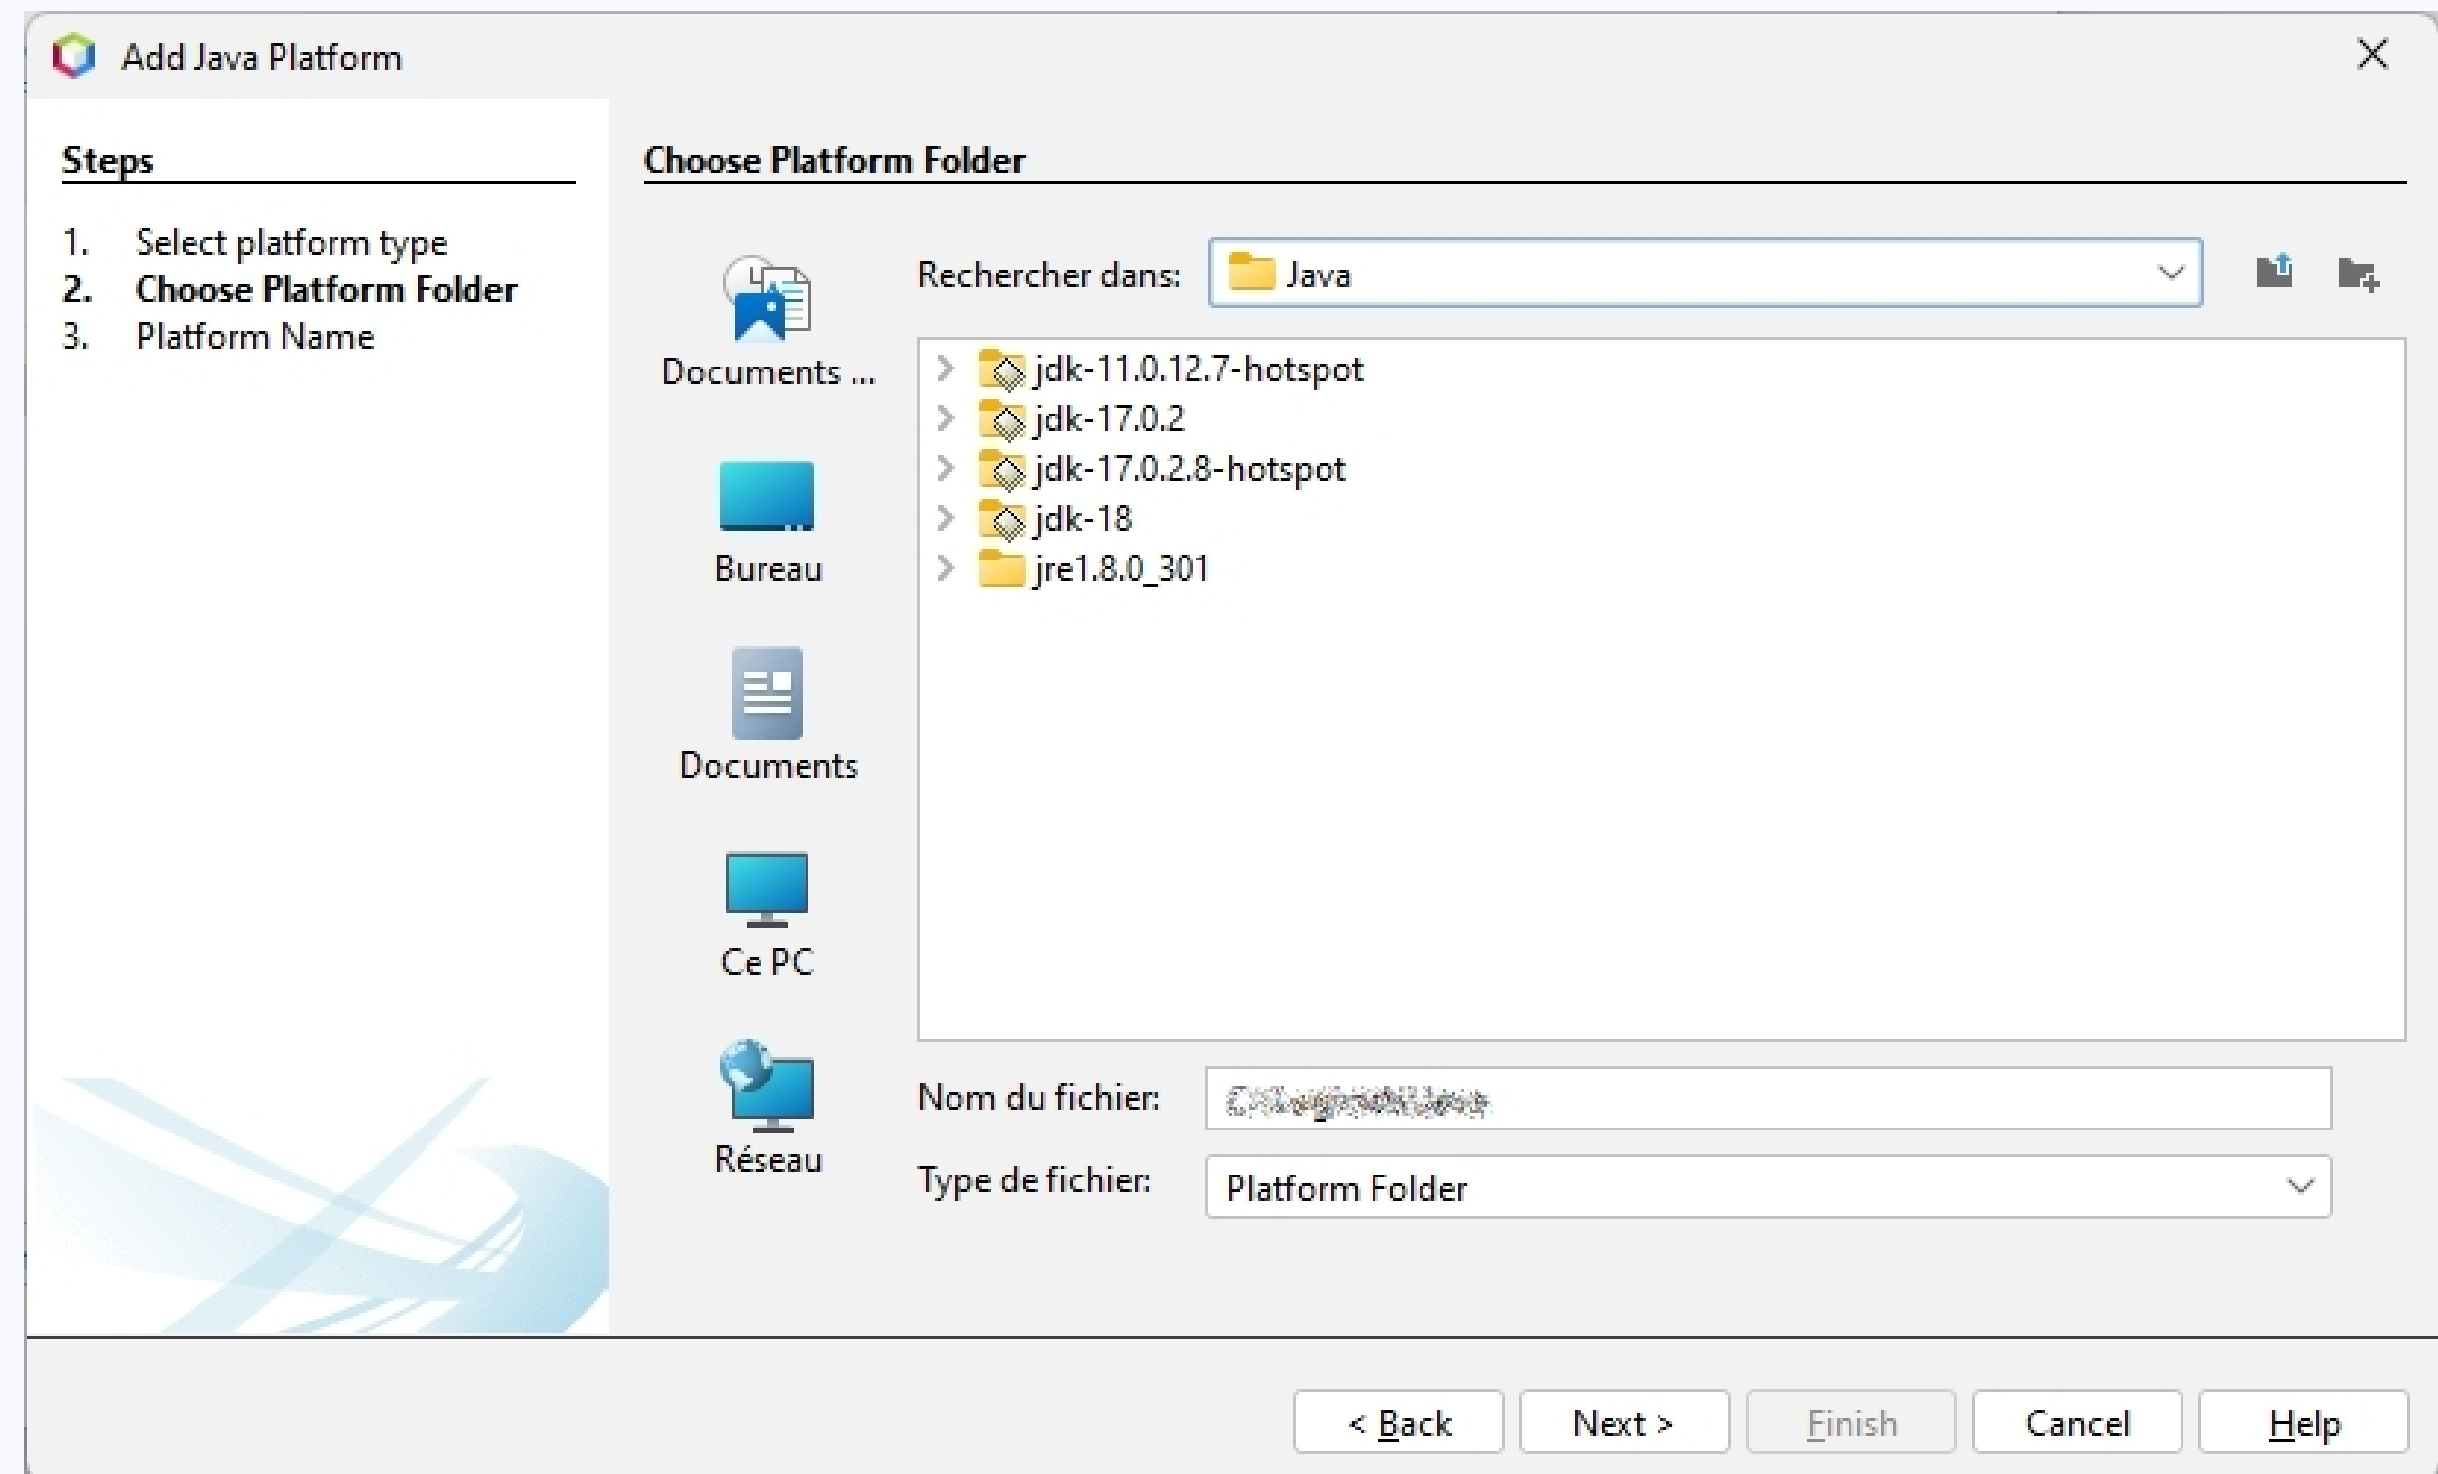 Add Java Platform
Steps
1. Select platform type
2. Choose Platform Folder
3. Platform Name
Choose Platform Folder
Rechercher dans: Java
Documents ...
Bureau
Documents
Ce PC
Réseau
jdk-11.0.12.7-hotspot
jdk-17.0.2
jdk-17.0.2.8-hotspot
jdk-18
jre1.8.0_301
Nom du fichier:
Type de fichier: Platform Folder
< Back
Next >
Finish
Cancel
Help